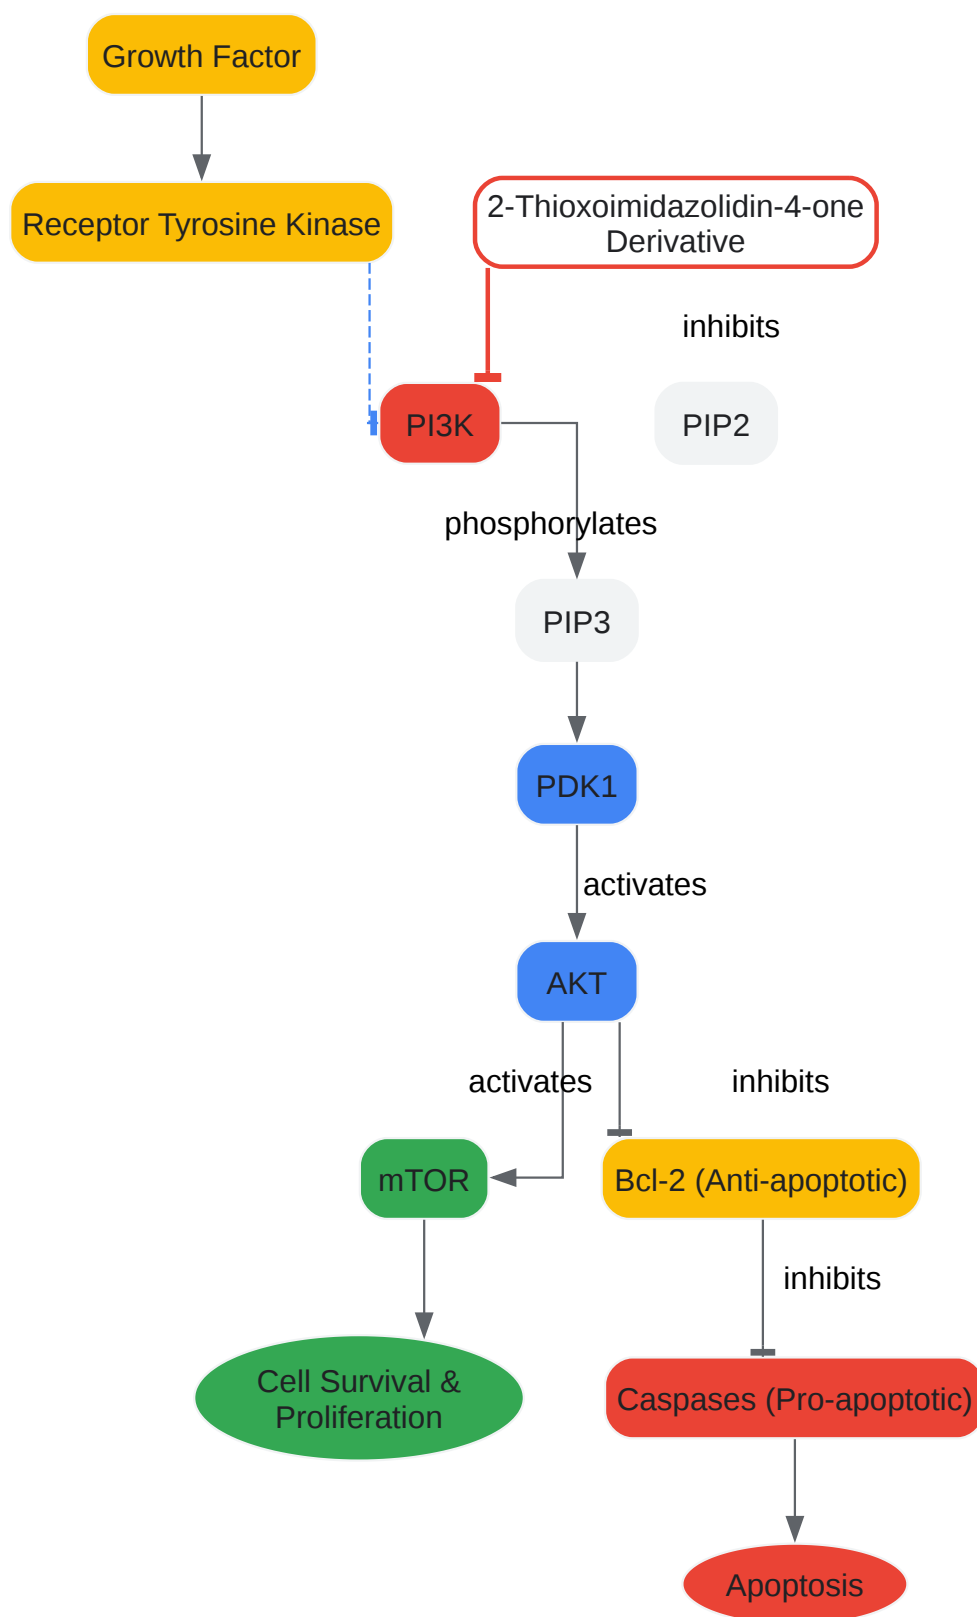 Growth Factor
Receptor Tyrosine Kinase
2-Thioxoimidazolidin-4-one
Derivative
inhibits
PI3K
PIP2
phosphorylates
PIP3
PDK1
activates
AKT
activates
inhibits
mTOR
Bcl-2 (Anti-apoptotic)
inhibits
Cell Survival &
Proliferation
Caspases (Pro-apoptotic)
Apoptosis